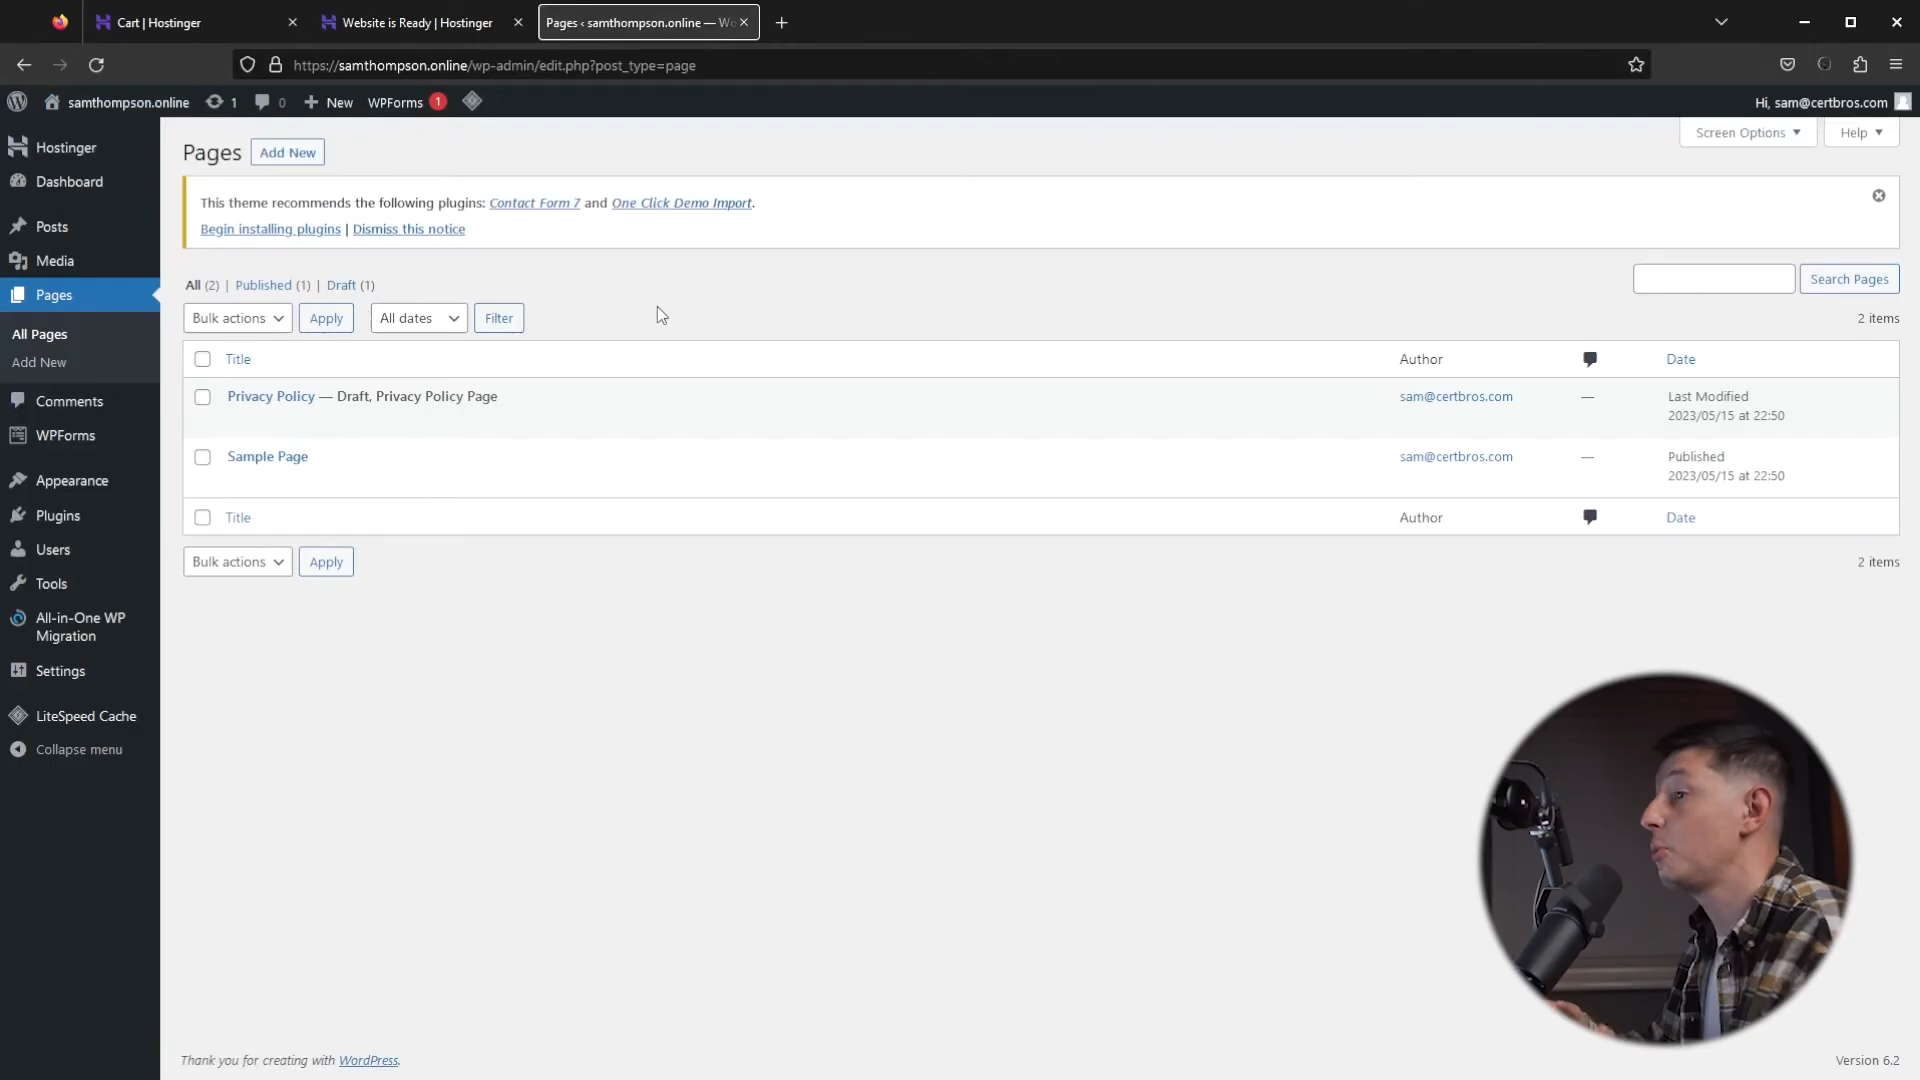 Cart | Hostinger
Website is Ready | Hostinger
Pages ‹ samthompson.online — Wo
https://samthompson.online/wp-admin/edit.php?post_type=page
samthompson.online
1
0
New
WPForms 1
Hi, sam@certbros.com
Hostinger
Dashboard
Posts
Media
Pages
All Pages
Add New
Comments
WPForms
Appearance
Plugins
Users
Tools
All-in-One WP
Migration
Settings
LiteSpeed Cache
Collapse menu
Screen Options
Help
Pages
Add New
This theme recommends the following plugins: Contact Form 7 and One Click Demo Import.
Begin installing plugins | Dismiss this notice
All (2) | Published (1) | Draft (1)
Search Pages
Bulk actions
Apply
All dates
Filter
2 items
Title
Author
Date
Privacy Policy — Draft, Privacy Policy Page
sam@certbros.com
—
Last Modified
2023/05/15 at 22:50
Sample Page
sam@certbros.com
—
Published
2023/05/15 at 22:50
Title
Author
Date
Bulk actions
Apply
2 items
Thank you for creating with WordPress.
Version 6.2